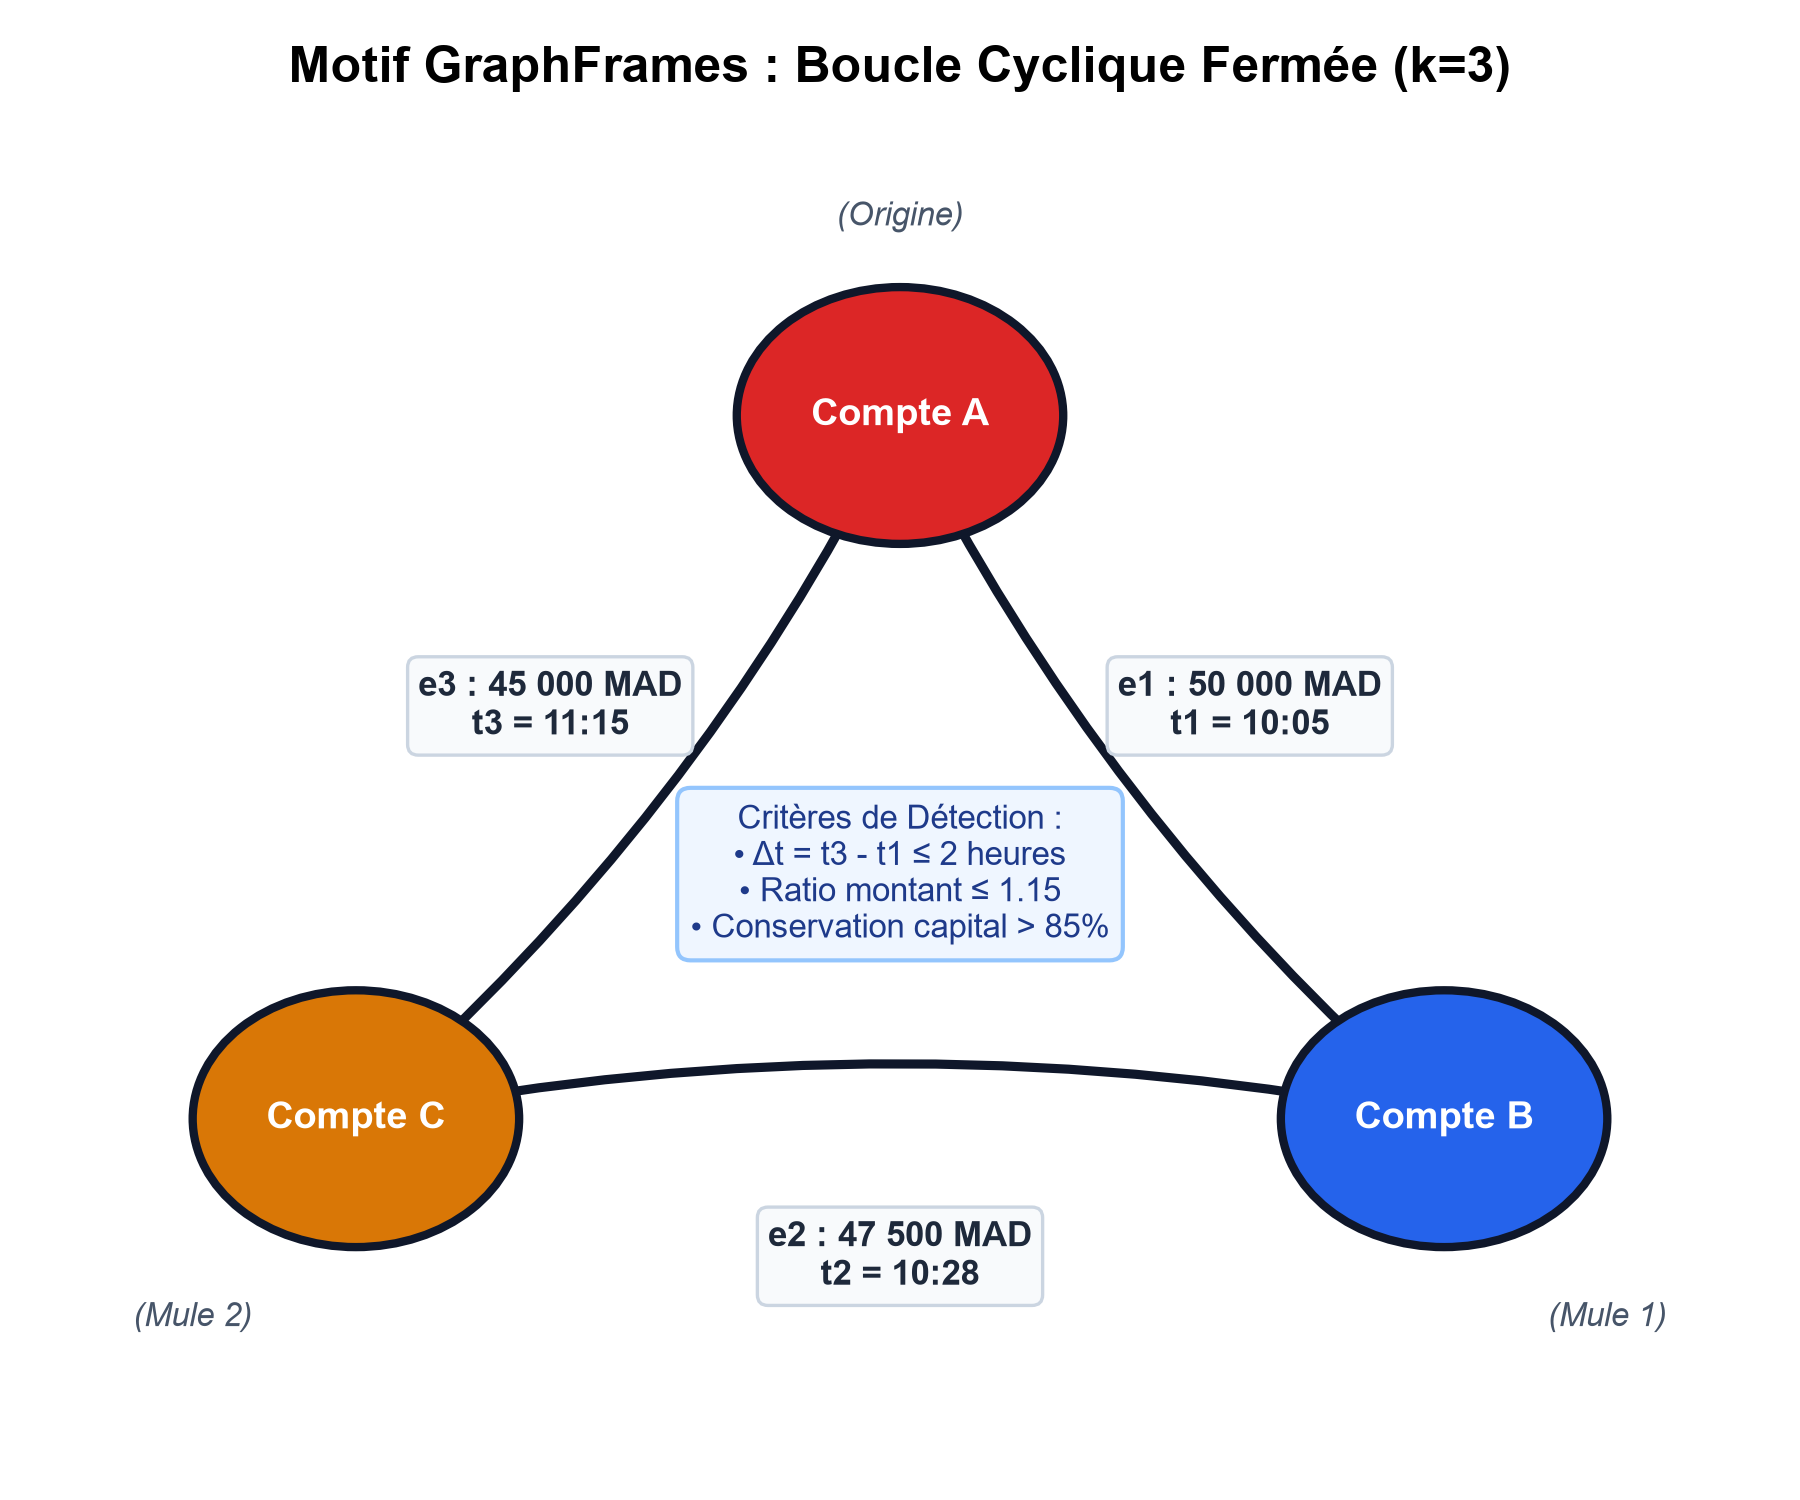 Motif GraphFrames : Boucle Cyclique Fermée (k=3)
(Origine)
Compte A
e3 : 45 000 MAD
t3 = 11:15
e1 : 50 000 MAD
t1 = 10:05
Critères de Détection :
• Δt = t3 - t1 ≤ 2 heures
• Ratio montant ≤ 1.15
• Conservation capital > 85%
Compte C
Compte B
e2 : 47 500 MAD
t2 = 10:28
(Mule 2)
(Mule 1)